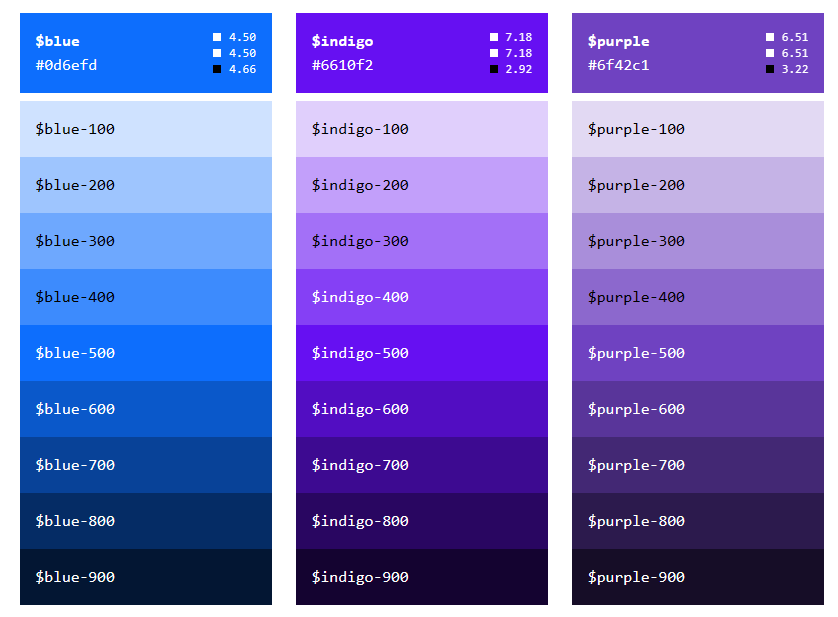 $blue
#0d6efd
4.50
4.50
4.66
$blue-100
$blue-200
$blue-300
$blue-400
$blue-500
$blue-600
$blue-700
$blue-800
$blue-900
$indigo
#6610f2
7.18
7.18
2.92
$indigo-100
$indigo-200
$indigo-300
$indigo-400
$indigo-500
$indigo-600
$indigo-700
$indigo-800
$indigo-900
$purple
#6f42c1
6.51
6.51
3.22
$purple-100
$purple-200
$purple-300
$purple-400
$purple-500
$purple-600
$purple-700
$purple-800
$purple-900